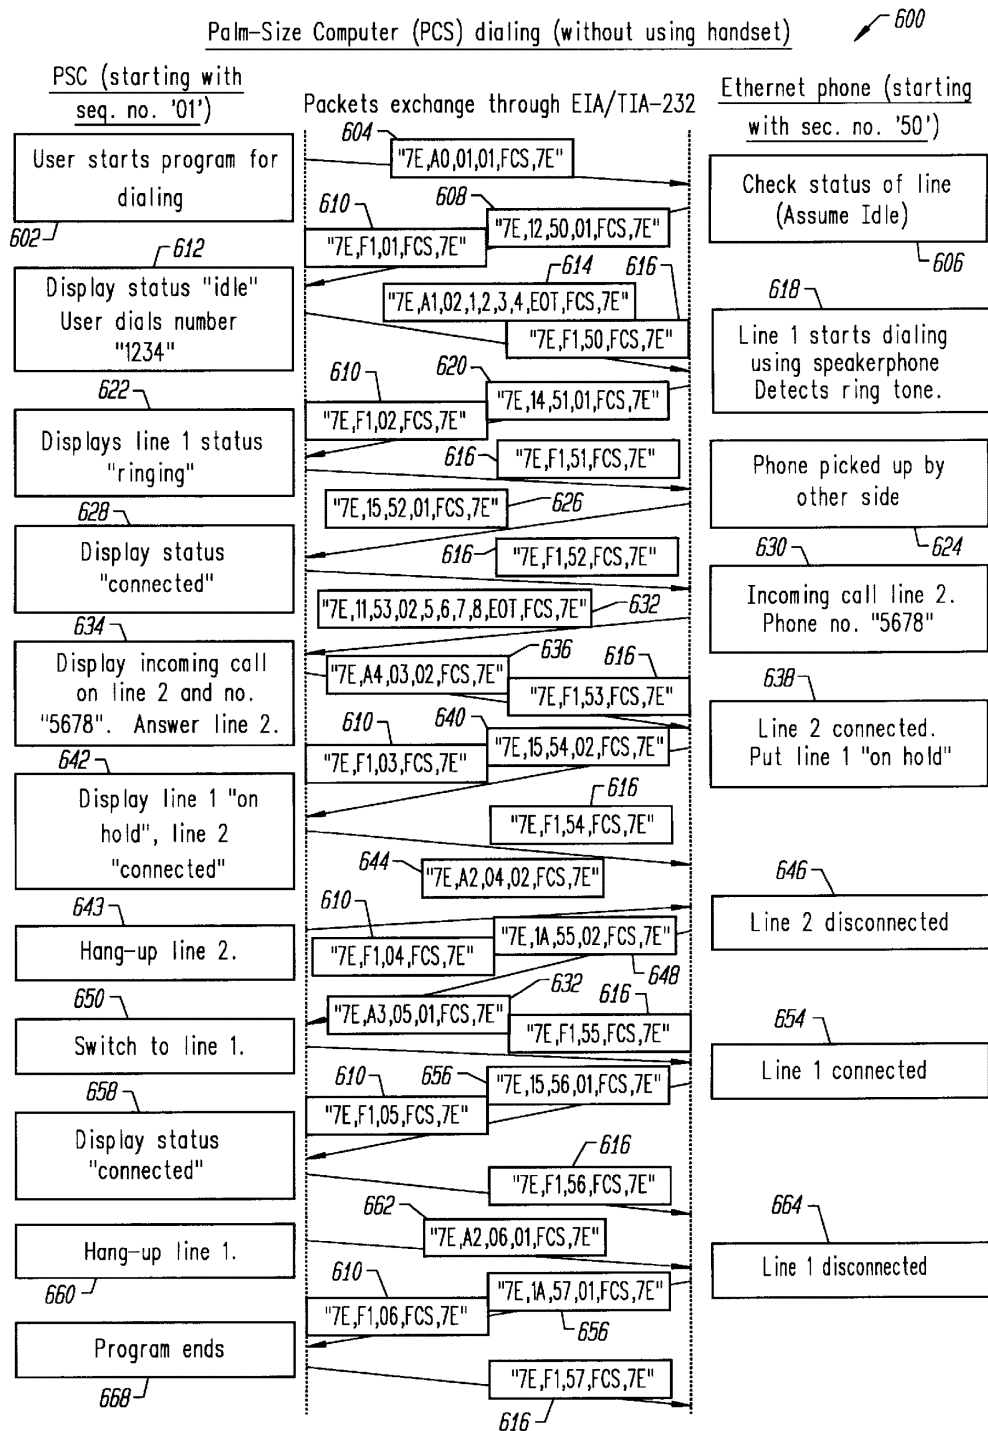 Palm-Size Computer (PCS) dialing (without using handset)
600
PSC (starting with
seq. no. '01')
Packets exchange through EIA/TIA-232
Ethernet phone (starting
with sec. no. '50')
604
"7E,A0,01,01,FCS,7E"
User starts program for
dialing
602
Check status of line
(Assume Idle)
606
610
608
"7E,12,50,01,FCS,7E"
"7E,F1,01,FCS,7E"
612
Display status "idle"
User dials number
"1234"
614
616
"7E,A1,02,1,2,3,4,EOT,FCS,7E"
"7E,F1,50,FCS,7E"
618
Line 1 starts dialing
using speakerphone
Detects ring tone.
610
620
"7E,14,51,01,FCS,7E"
"7E,F1,02,FCS,7E"
622
Displays line 1 status
"ringing"
616
"7E,F1,51,FCS,7E"
Phone picked up by
other side
624
"7E,15,52,01,FCS,7E"
626
628
Display status
"connected"
616
"7E,F1,52,FCS,7E"
630
Incoming call line 2.
Phone no. "5678"
"7E,11,53,02,5,6,7,8,EOT,FCS,7E"
632
634
Display incoming call
on line 2 and no.
"5678". Answer line 2.
636
616
"7E,A4,03,02,FCS,7E"
"7E,F1,53,FCS,7E"
638
Line 2 connected.
Put line 1 "on hold"
610
640
"7E,15,54,02,FCS,7E"
"7E,F1,03,FCS,7E"
642
Display line 1 "on
hold", line 2
"connected"
616
"7E,F1,54,FCS,7E"
644
"7E,A2,04,02,FCS,7E"
646
Line 2 disconnected
643
Hang-up line 2.
610
"7E,1A,55,02,FCS,7E"
"7E,F1,04,FCS,7E"
648
650
Switch to line 1.
632
616
"7E,A3,05,01,FCS,7E"
"7E,F1,55,FCS,7E"
654
Line 1 connected
610
656
"7E,15,56,01,FCS,7E"
"7E,F1,05,FCS,7E"
658
Display status
"connected"
616
"7E,F1,56,FCS,7E"
662
"7E,A2,06,01,FCS,7E"
664
Line 1 disconnected
Hang-up line 1.
660
610
"7E,1A,57,01,FCS,7E"
"7E,F1,06,FCS,7E"
656
Program ends
668
"7E,F1,57,FCS,7E"
616